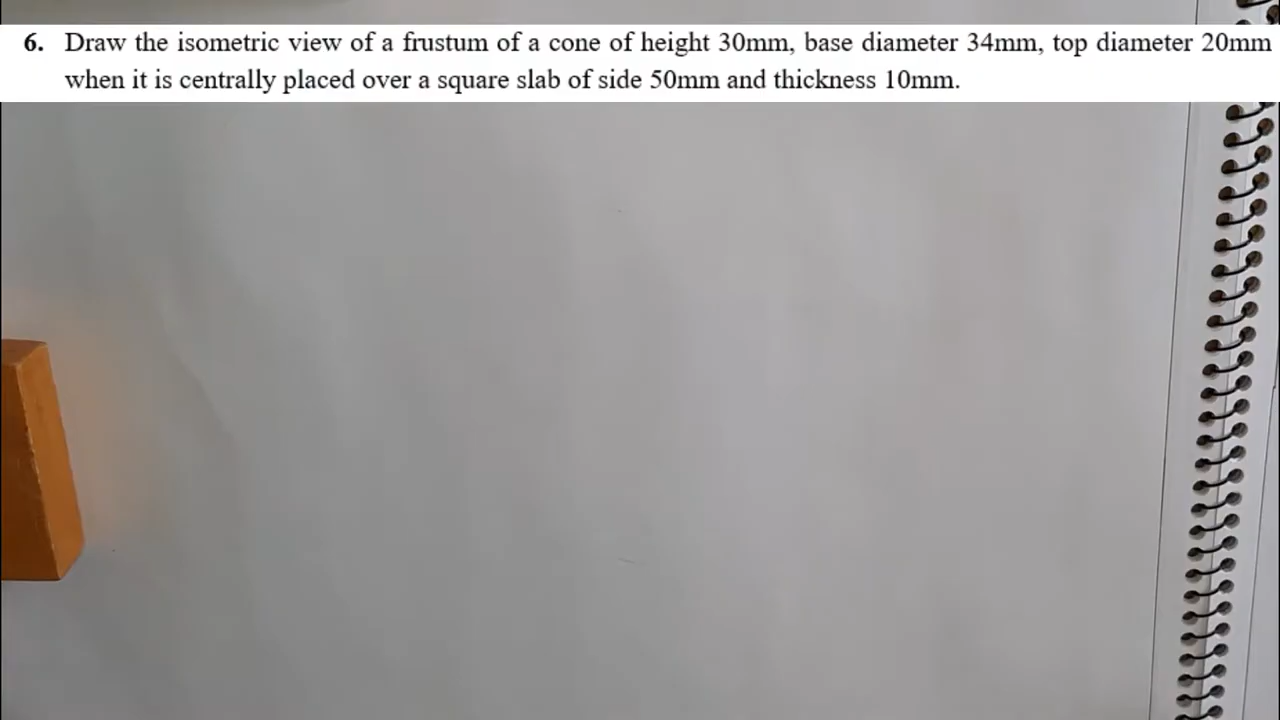 6. Draw the isometric view of a frustum of a cone of height 30mm, base diameter 34mm, top diameter 20mm
when it is centrally placed over a square slab of side 50mm and thickness 10mm.